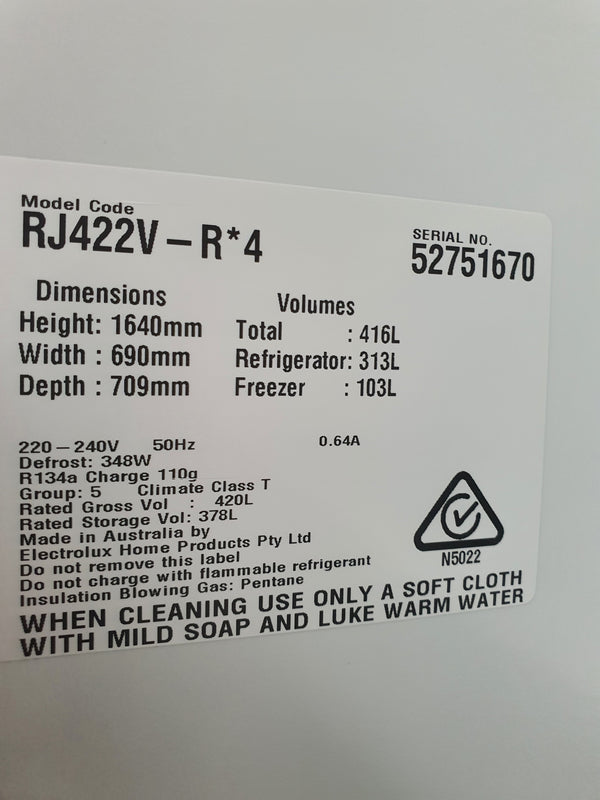 Model Code
RJ422V – R*4
SERIAL NO.
52751670
Dimensions
Height: 1640mm
Width : 690mm
Depth : 709mm
Volumes
Total : 416L
Refrigerator: 313L
Freezer : 103L
220 – 240V 50Hz 0.64A
Defrost: 348W
R134a Charge 110g
Group: 5 Climate Class T
Rated Gross Vol : 420L
Rated Storage Vol: 378L
Made in Australia by
Electrolux Home Products Pty Ltd
Do not remove this label
Do not charge with flammable refrigerant
Insulation Blowing Gas: Pentane
N5022
WHEN CLEANING USE ONLY A SOFT CLOTH
WITH MILD SOAP AND LUKE WARM WATER